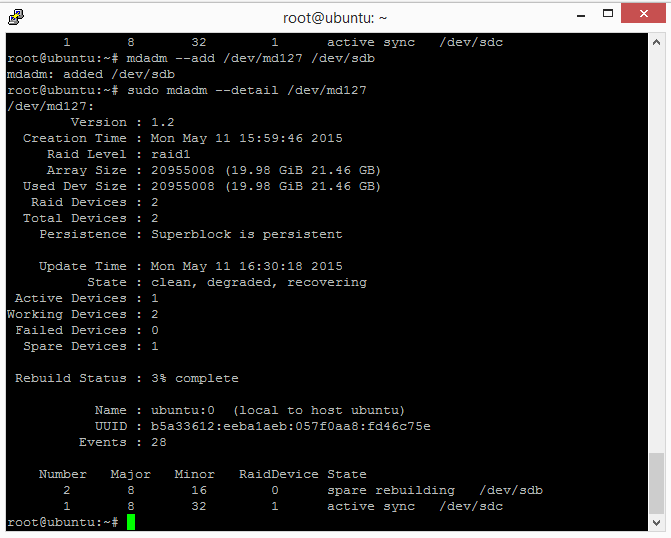 root@ubuntu: ~
1 8 32 1 active sync /dev/sdc
root@ubuntu:~# mdadm --add /dev/md127 /dev/sdb
mdadm: added /dev/sdb
root@ubuntu:~# sudo mdadm --detail /dev/md127
/dev/md127:
Version : 1.2
Creation Time : Mon May 11 15:59:46 2015
Raid Level : raid1
Array Size : 20955008 (19.98 GiB 21.46 GB)
Used Dev Size : 20955008 (19.98 GiB 21.46 GB)
Raid Devices : 2
Total Devices : 2
Persistence : Superblock is persistent
Update Time : Mon May 11 16:30:18 2015
State : clean, degraded, recovering
Active Devices : 1
Working Devices : 2
Failed Devices : 0
Spare Devices : 1
Rebuild Status : 3% complete
Name : ubuntu:0 (local to host ubuntu)
UUID : b5a33612:eeba1aeb:057f0aa8:fd46c75e
Events : 28
Number Major Minor RaidDevice State
2 8 16 0 spare rebuilding /dev/sdb
1 8 32 1 active sync /dev/sdc
root@ubuntu:~#